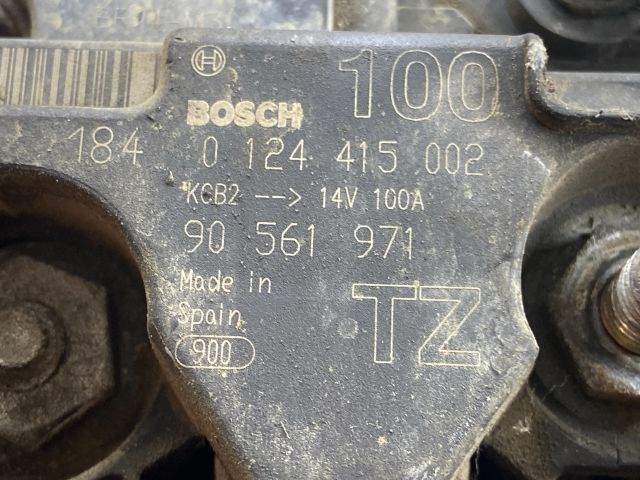 100
BOSCH
184 0 124 415 002
KCB2 --> 14V 100A
90 561 971
Made in
Spain
TZ
900